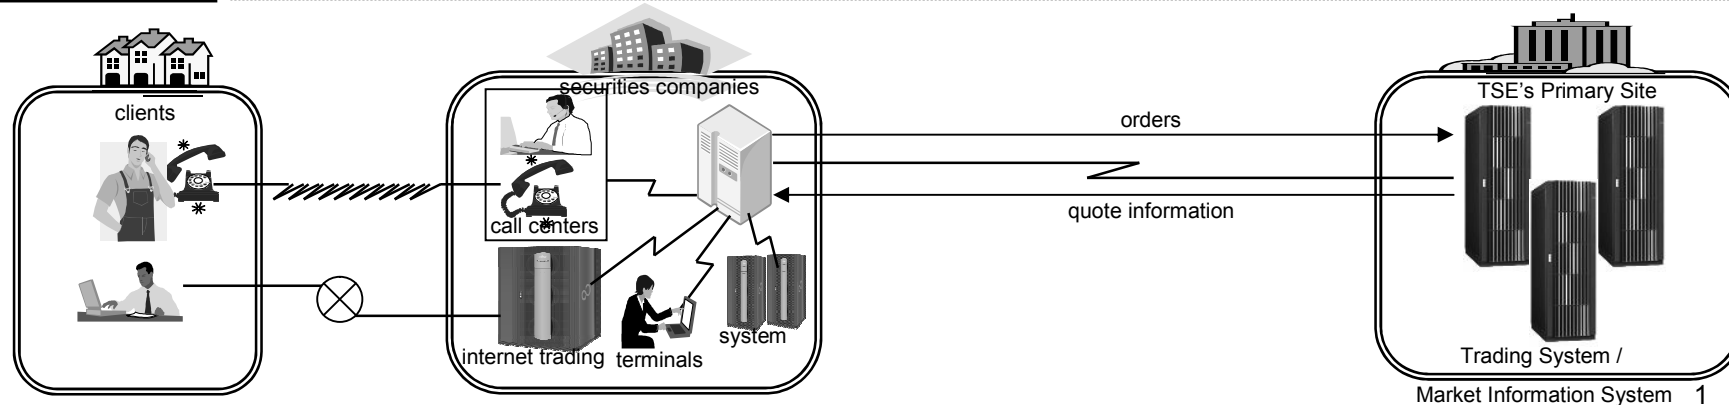 clients
securities companies
call centers
internet trading
terminals
system
orders
quote information
TSE's Primary Site
Trading System /
Market Information System
1